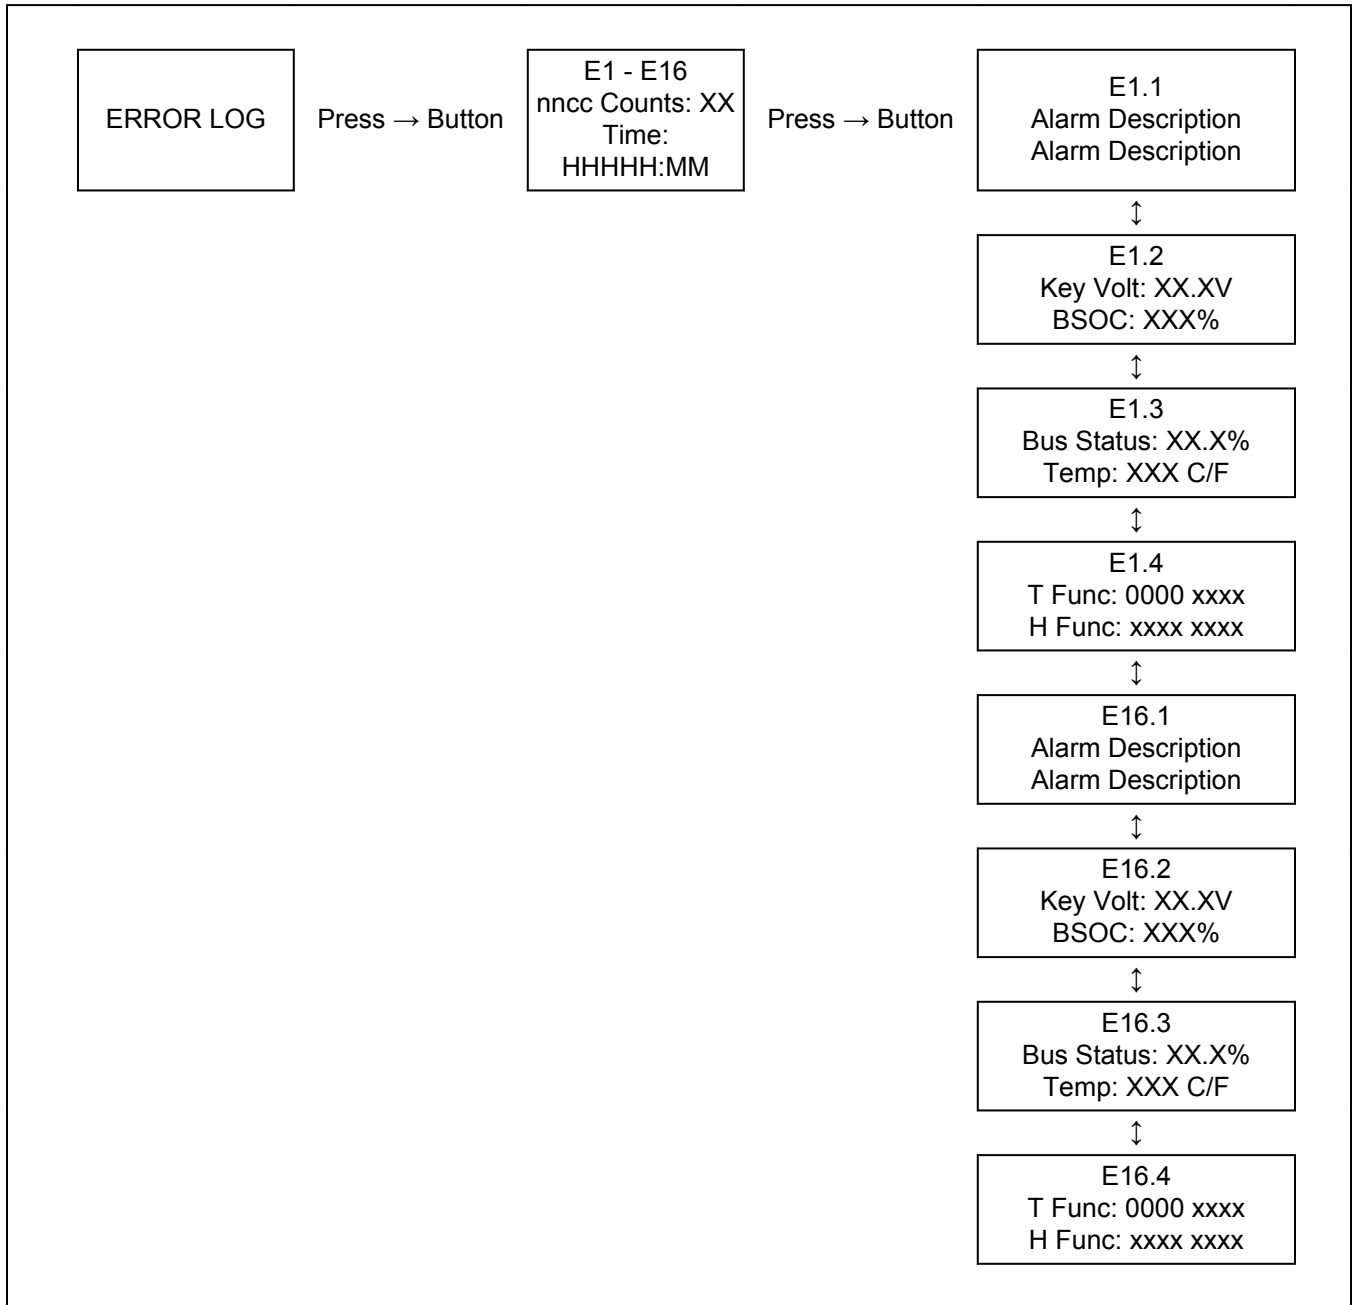 ERROR LOG
Press → Button
E1 - E16
nncc Counts: XX
Time:
HHHHH:MM
Press → Button
E1.1
Alarm Description
Alarm Description
↕
E1.2
Key Volt: XX.XV
BSOC: XXX%
↕
E1.3
Bus Status: XX.X%
Temp: XXX C/F
↕
E1.4
T Func: 0000 xxxx
H Func: xxxx xxxx
↕
E16.1
Alarm Description
Alarm Description
↕
E16.2
Key Volt: XX.XV
BSOC: XXX%
↕
E16.3
Bus Status: XX.X%
Temp: XXX C/F
↕
E16.4
T Func: 0000 xxxx
H Func: xxxx xxxx